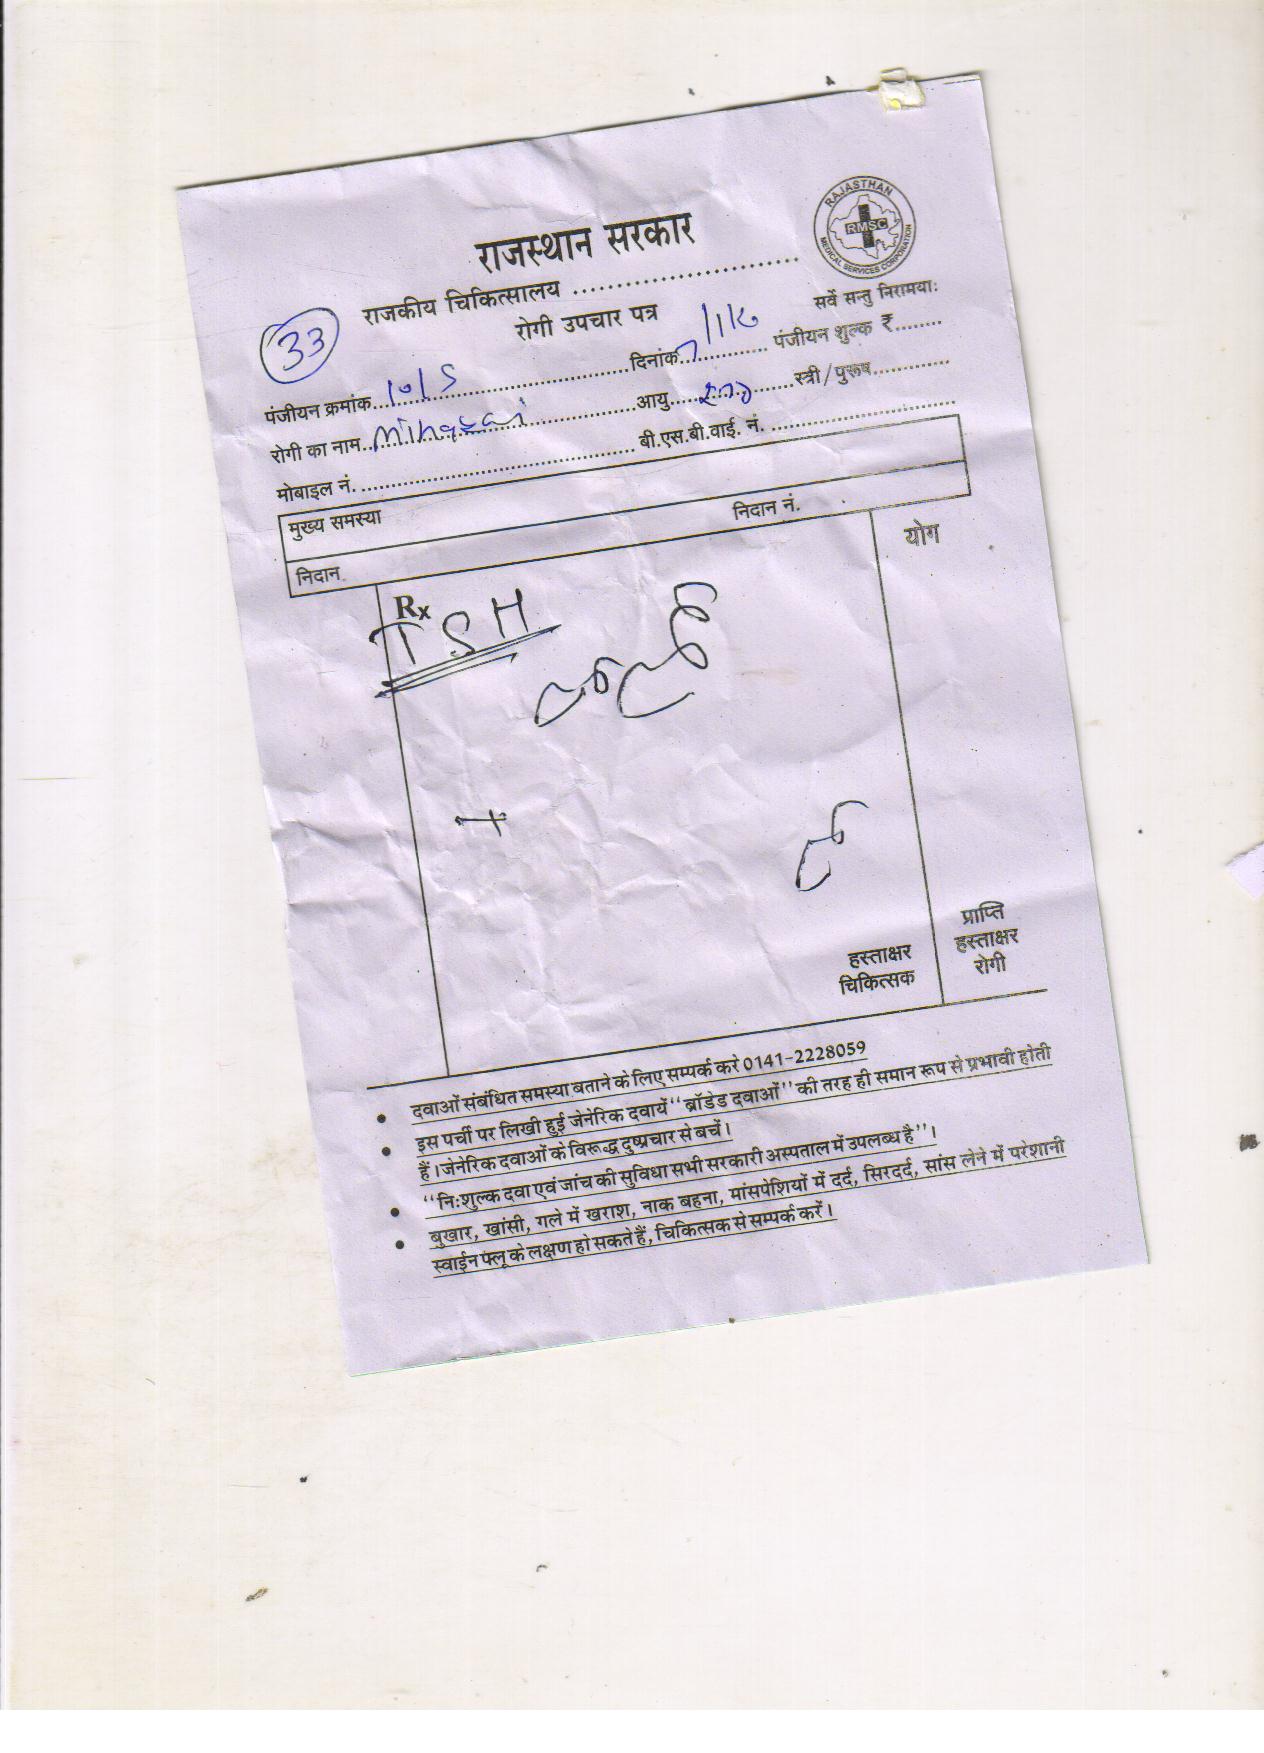 राजस्थान सरकार
RAJASTHAN
RMSC
MEDICAL SERVICES CORPORATION
राजकीय चिकित्सालय ........................
सर्वे सन्तु निरामया:
रोगी उपचार पत्र
33
पंजीयन क्रमांक... दिनांक... पंजीयन शुल्क ₹........
रोगी का नाम... आयु... स्त्री/पुरूष.............
मोबाइल नं. ........................ बी.एस.बी.वाई. नं. ........................
मुख्य समस्या
निदान निदान नं.
योग
Rx
TSH
हस्ताक्षर
चिकित्सक
प्राप्ति
हस्ताक्षर
रोगी
• दवाओं संबंधित समस्या बताने के लिए सम्पर्क करे 0141-2228059
• इस पर्ची पर लिखी हुई जेनेरिक दवायें "ब्रॉडेड दवाओं" की तरह ही समान रूप से प्रभावी होती
हैं। जेनेरिक दवाओं के विरूद्ध दुष्प्रचार से बचें।
• "नि:शुल्क दवा एवं जांच की सुविधा सभी सरकारी अस्पताल में उपलब्ध है"।
• बुखार, खांसी, गले में खराश, नाक बहना, मांसपेशियों में दर्द, सिरदर्द, सांस लेने में परेशानी
स्वाईन फ्लू के लक्षण हो सकते हैं, चिकित्सक से सम्पर्क करें।